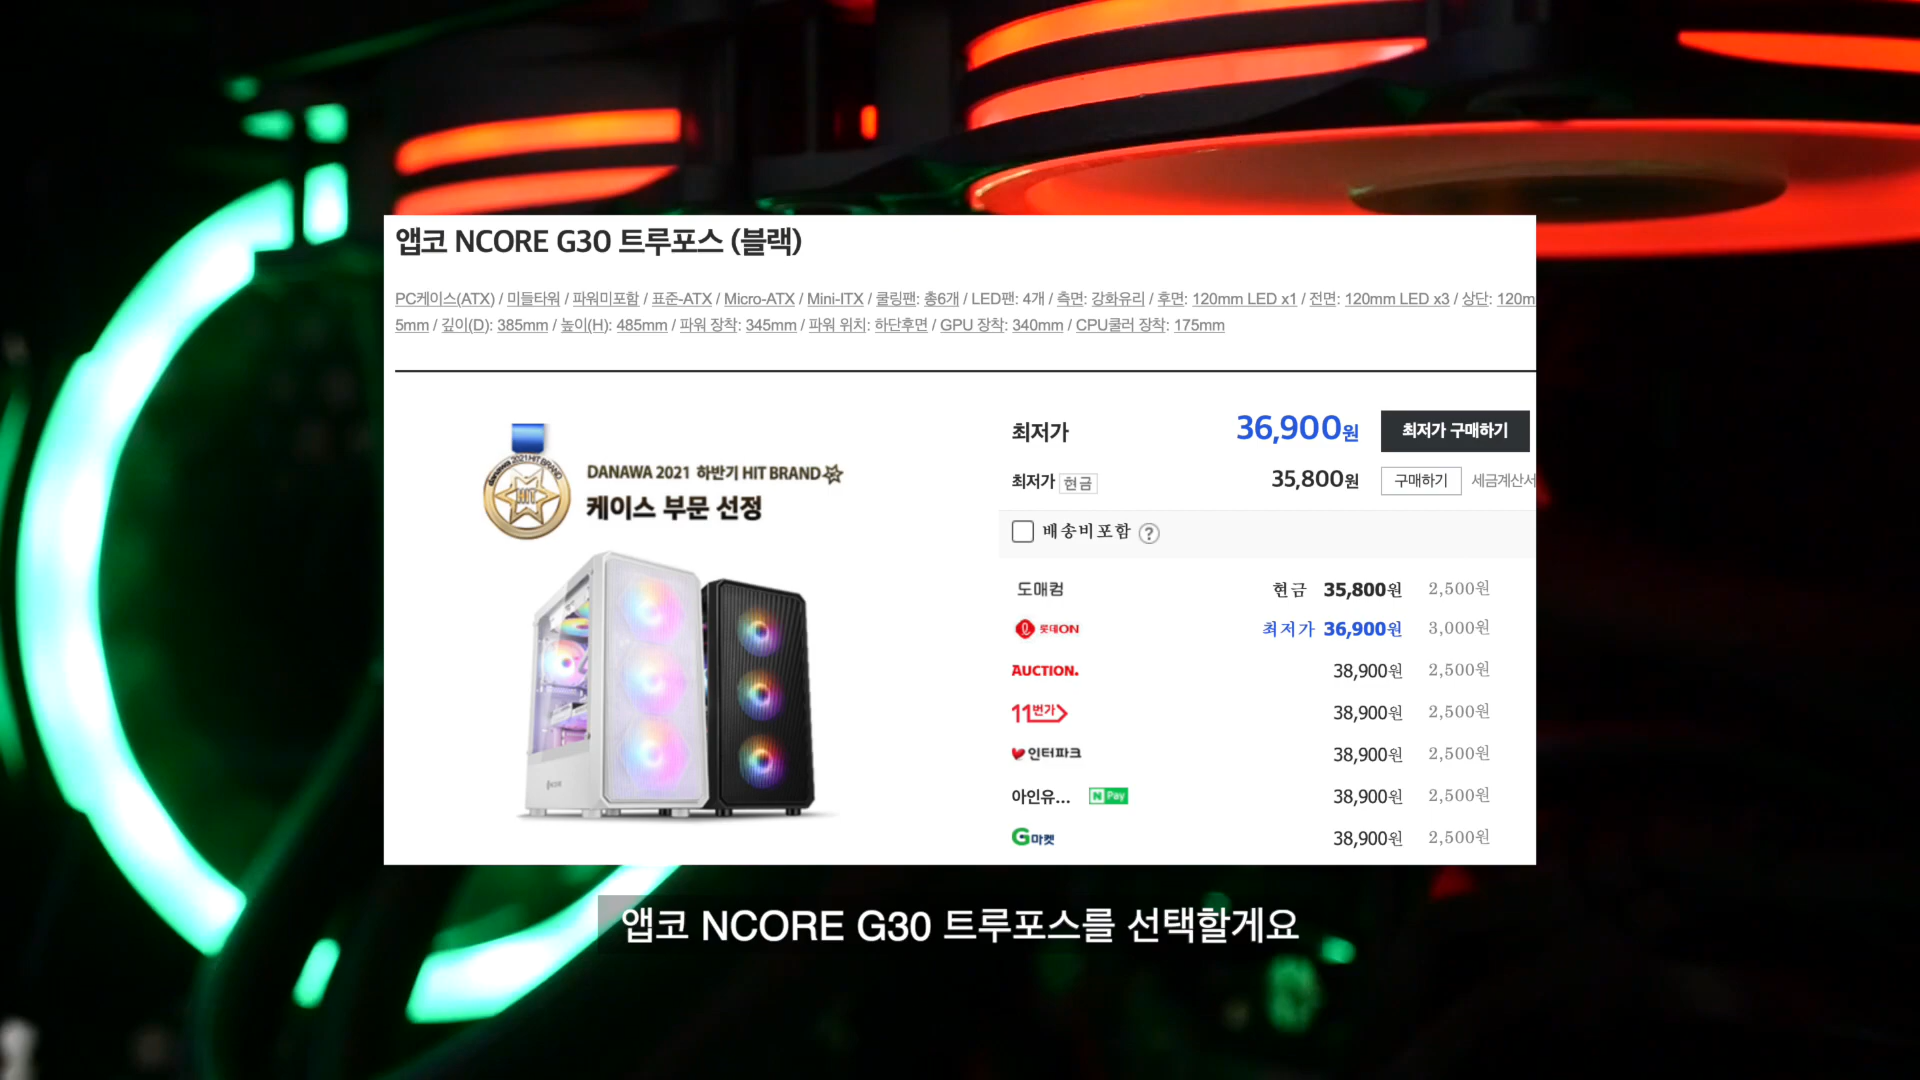 앱코 NCORE G30 트루포스 (블랙)
PC케이스(ATX) / 미들타워 / 파워미포함 / 표준-ATX / Micro-ATX / Mini-ITX / 쿨링팬: 총6개 / LED팬: 4개 / 측면: 강화유리 / 후면: 120mm LED x1 / 전면: 120mm LED x3 / 상단: 120m
5mm / 깊이(D): 385mm / 높이(H): 485mm / 파워 장착: 345mm / 파워 위치: 하단후면 / GPU 장착: 340mm / CPU쿨러 장착: 175mm
danawa 2021 HIT BRAND
HIT
DANAWA 2021 하반기 HIT BRAND
케이스 부문 선정
최저가 36,900원 최저가 구매하기
최저가 현금 35,800원 구매하기 세금계산서
배송비포함 ?
도매컴 현금 35,800원 2,500원
롯데ON 최저가 36,900원 3,000원
AUCTION. 38,900원 2,500원
11번가 38,900원 2,500원
인터파크 38,900원 2,500원
아인유... N Pay 38,900원 2,500원
G마켓 38,900원 2,500원
앱코 NCORE G30 트루포스를 선택할게요